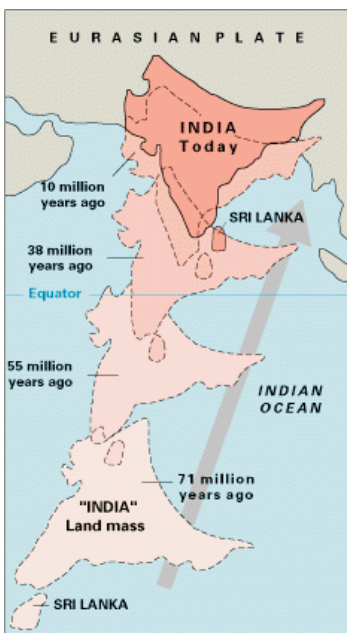 EURASIAN PLATE
INDIA
Today
10 million
years ago
SRI LANKA
38 million
years ago
Equator
55 million
years ago
INDIAN
OCEAN
71 million
years ago
"INDIA"
Land mass
SRI LANKA